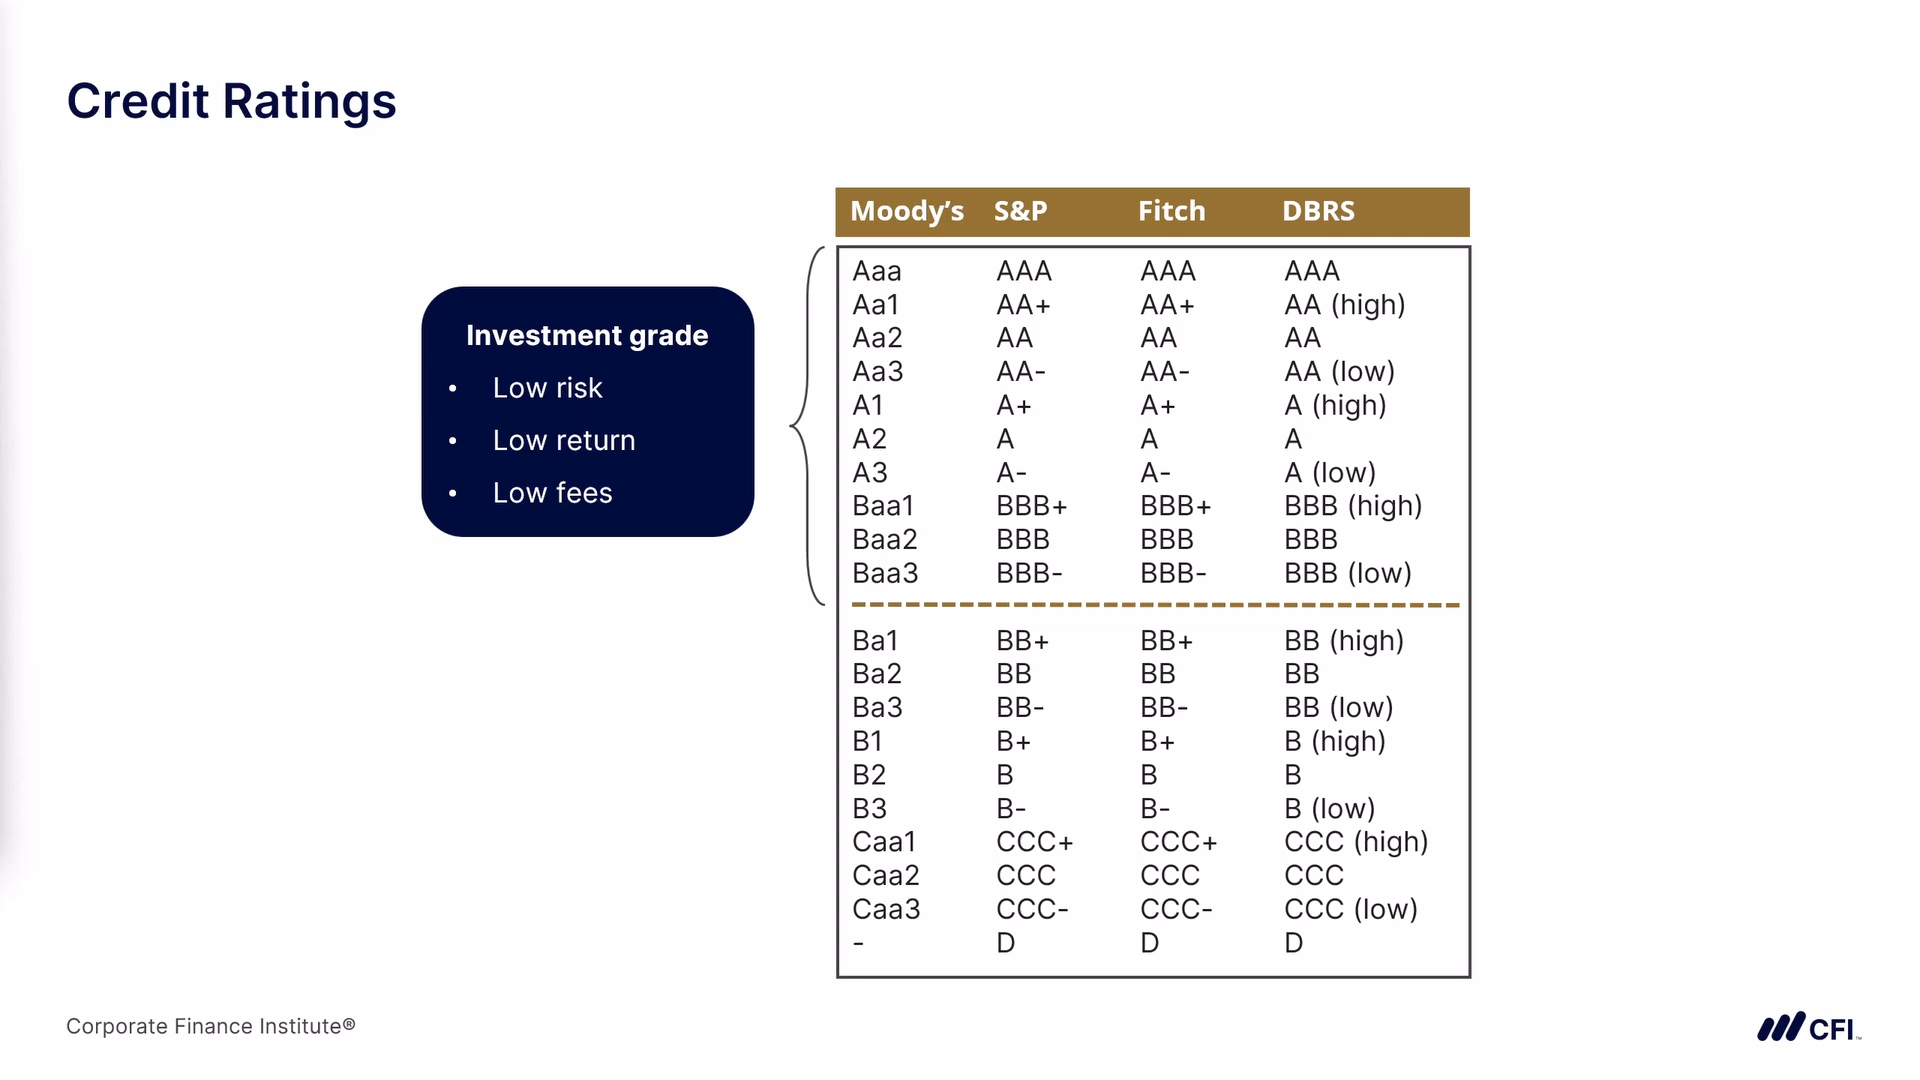 Credit Ratings
Moody’s S&P Fitch DBRS
Investment grade
• Low risk
• Low return
• Low fees
Aaa AAA AAA AAA
Aa1 AA+ AA+ AA (high)
Aa2 AA AA AA
Aa3 AA- AA- AA (low)
A1 A+ A+ A (high)
A2 A A A
A3 A- A- A (low)
Baa1 BBB+ BBB+ BBB (high)
Baa2 BBB BBB BBB
Baa3 BBB- BBB- BBB (low)
Ba1 BB+ BB+ BB (high)
Ba2 BB BB BB
Ba3 BB- BB- BB (low)
B1 B+ B+ B (high)
B2 B B B
B3 B- B- B (low)
Caa1 CCC+ CCC+ CCC (high)
Caa2 CCC CCC CCC
Caa3 CCC- CCC- CCC (low)
- D D D
Corporate Finance Institute®
CFI™